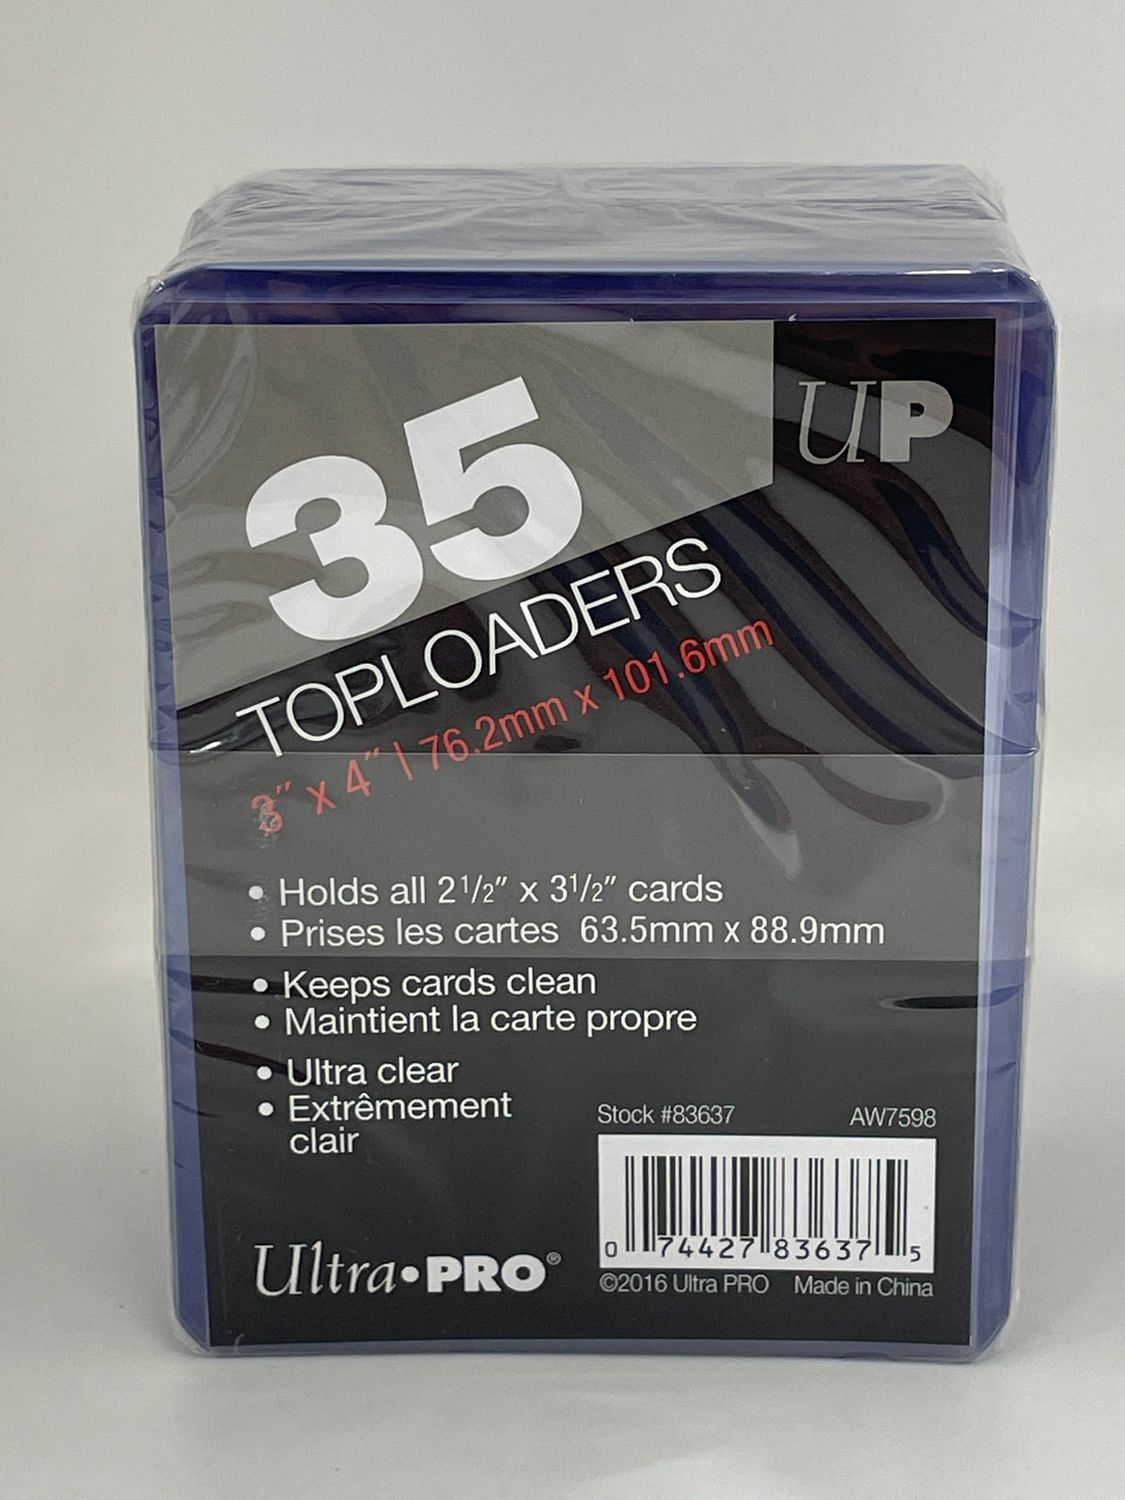 35
UP
TOPLOADERS
3" x 4" | 76.2mm x 101.6mm
• Holds all 2 1/2" x 3 1/2" cards
• Prises les cartes 63.5mm x 88.9mm
• Keeps cards clean
• Maintient la carte propre
• Ultra clear
• Extrêmement
clair
Stock #83637 AW7598
0 74427 83637 5
Ultra•PRO®
©2016 Ultra PRO Made in China